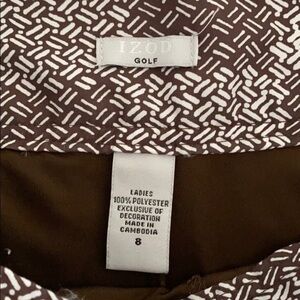 IZOD
GOLF
LADIES
100% POLYESTER
EXCLUSIVE OF
DECORATION
MADE IN
CAMBODIA
8